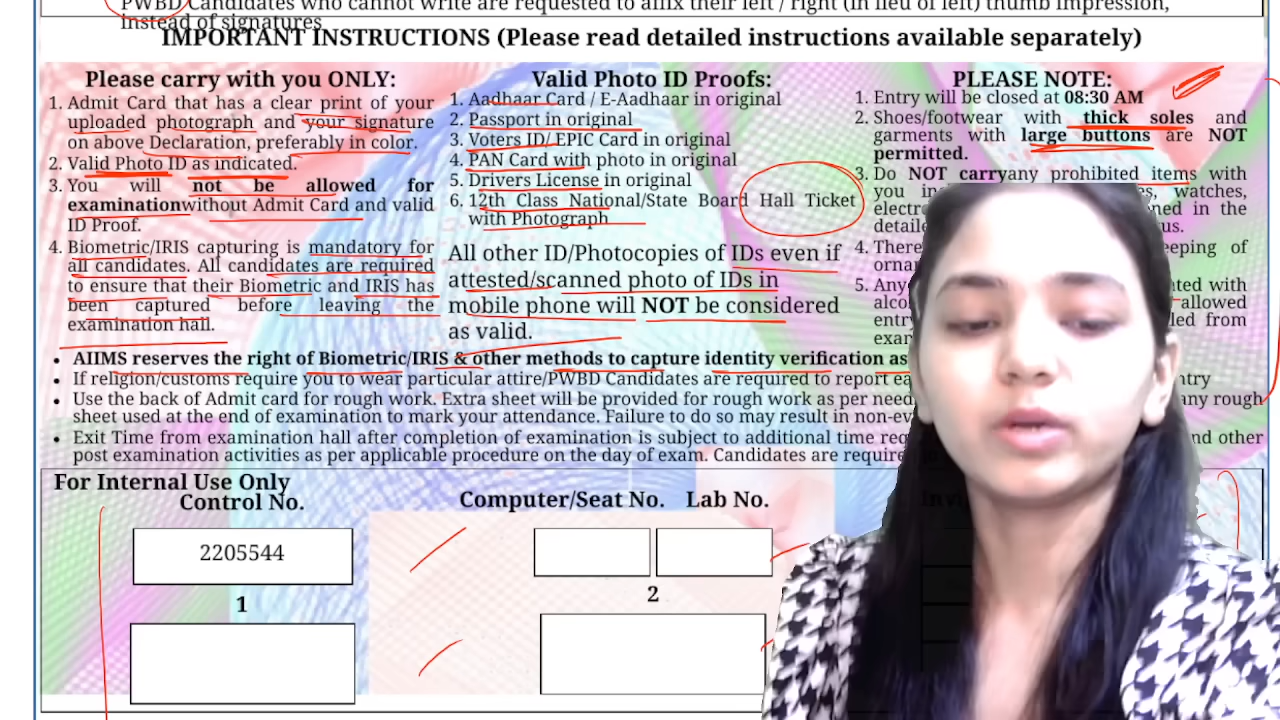 PWBD Candidates who cannot write are requested to affix their left / right (in lieu of left) thumb impression,
instead of signatures
IMPORTANT INSTRUCTIONS (Please read detailed instructions available separately)
Please carry with you ONLY:
1. Admit Card that has a clear print of your
uploaded photograph and your signature
on above Declaration, preferably in color.
2. Valid Photo ID as indicated.
3. You will not be allowed for
examinationwithout Admit Card and valid
ID Proof.
4. Biometric/IRIS capturing is mandatory for
all candidates. All candidates are required
to ensure that their Biometric and IRIS has
been captured before leaving the
examination hall.
Valid Photo ID Proofs:
1. Aadhaar Card / E-Aadhaar in original
2. Passport in original
3. Voters ID/ EPIC Card in original
4. PAN Card with photo in original
5. Drivers License in original
6. 12th Class National/State Board Hall Ticket
with Photograph
All other ID/Photocopies of IDs even if
attested/scanned photo of IDs in
mobile phone will NOT be considered
as valid.
PLEASE NOTE:
1. Entry will be closed at 08:30 AM
2. Shoes/footwear with thick soles and
garments with large buttons are NOT
permitted.
3. Do NOT carryany prohibited items with
you watches,
in the
4. There of
5. with
allowed
from
• AIIMS reserves the right of Biometric/IRIS & other methods to capture identity verification as
• If religion/customs require you to wear particular attire/PWBD Candidates are required to report
• Use the back of Admit card for rough work. Extra sheet will be provided for rough work as per any rough
sheet used at the end of examination to mark your attendance. Failure to do so may result in
• Exit Time from examination hall after completion of examination is subject to additional time and other
post examination activities as per applicable procedure on the day of exam. Candidates are
For Internal Use Only
Control No.
Computer/Seat No. Lab No.
2205544
1
2